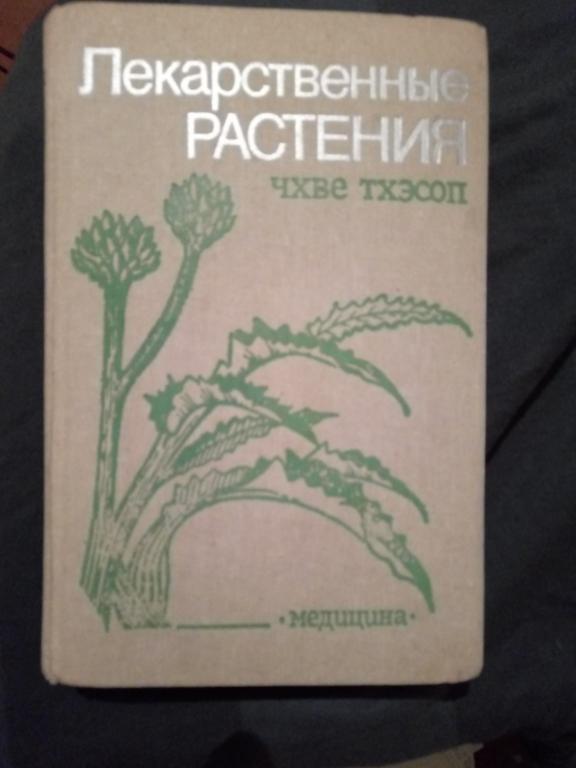 Лекарственные
РАСТЕНИЯ
чхве тхэсоп
·медицина·